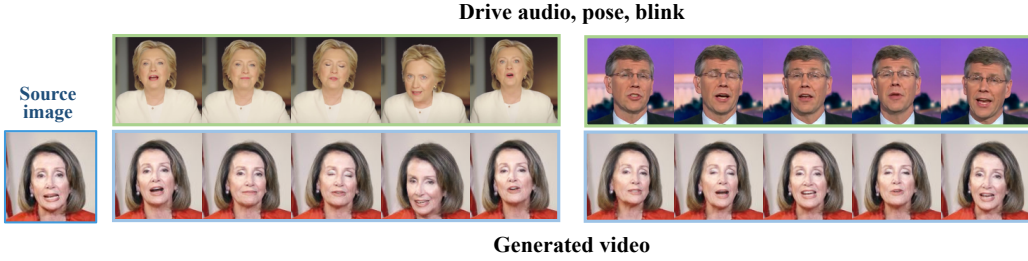 Drive audio, pose, blink
Source
image
Generated video